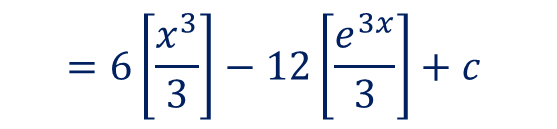 = 6 [x³/3] − 12 [e³ˣ/3] + c